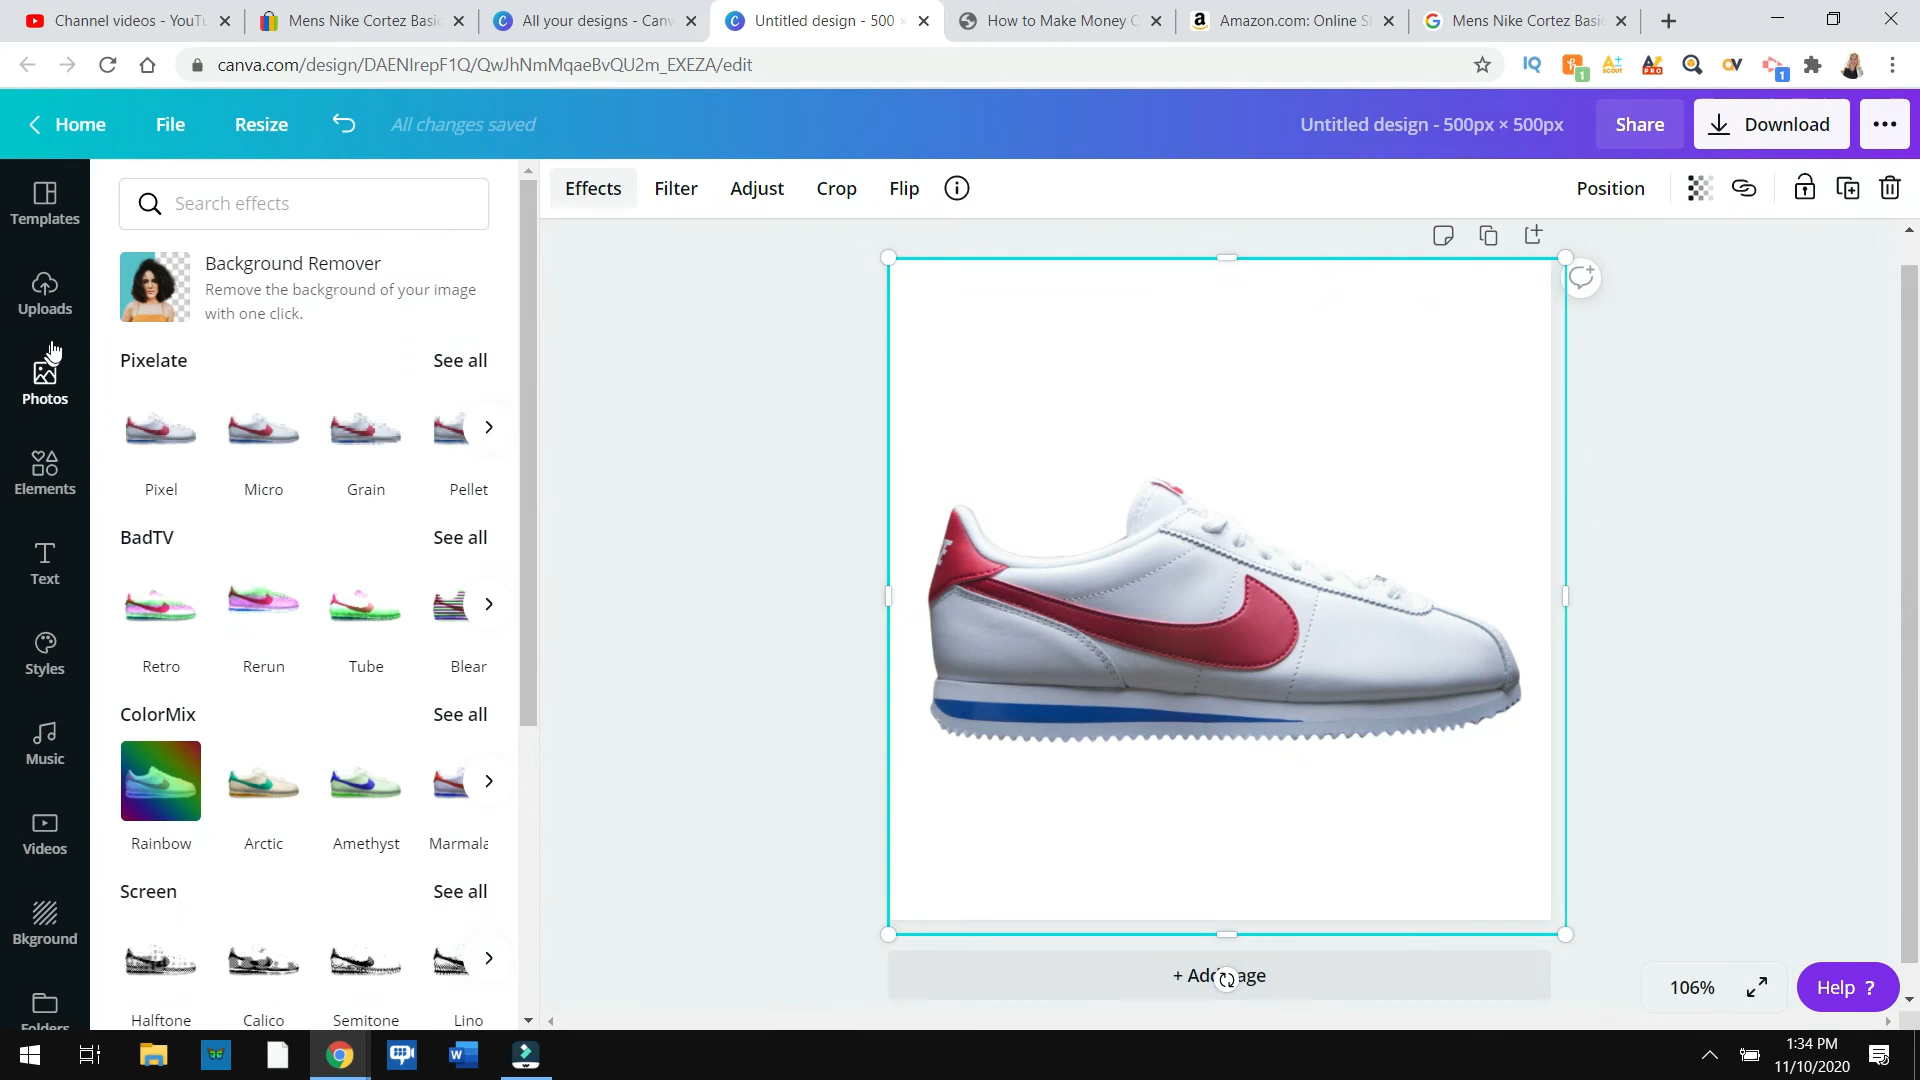 Channel videos - YouTu
Mens Nike Cortez Basic
All your designs - Canv
Untitled design - 500
How to Make Money O
Amazon.com: Online S
Mens Nike Cortez Basic
canva.com/design/DAENIrepF1Q/QwJhNmMqaeBvQU2m_EXEZA/edit
Home
File
Resize
All changes saved
Untitled design - 500px × 500px
Share
Download
Templates
Uploads
Photos
Elements
Text
Styles
Music
Videos
Bkground
Folders
Search effects
Background Remover
Remove the background of your image
with one click.
Pixelate
See all
Pixel
Micro
Grain
Pellet
BadTV
See all
Retro
Rerun
Tube
Blear
ColorMix
See all
Rainbow
Arctic
Amethyst
Marmala
Screen
See all
Halftone
Calico
Semitone
Lino
Effects
Filter
Adjust
Crop
Flip
Position
+ Add page
106%
Help ?
1:34 PM
11/10/2020